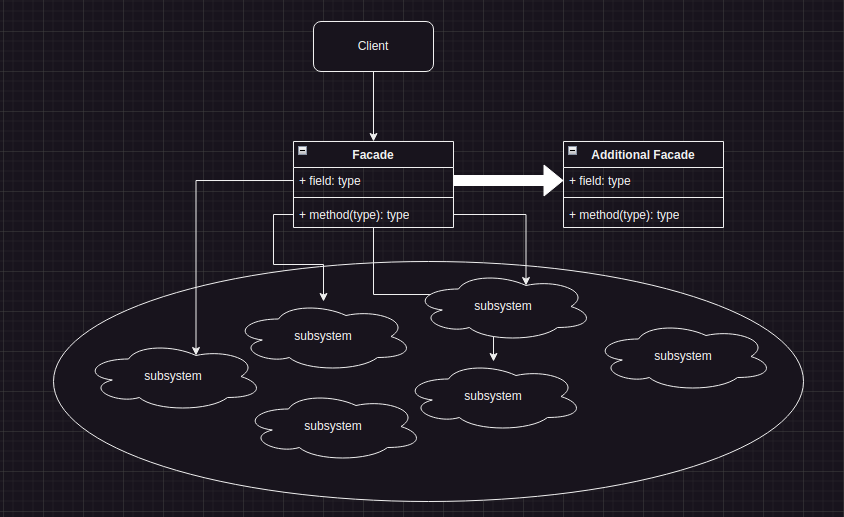 Client
Facade
+ field: type
+ method(type): type
Additional Facade
+ field: type
+ method(type): type
subsystem
subsystem
subsystem
subsystem
subsystem
subsystem